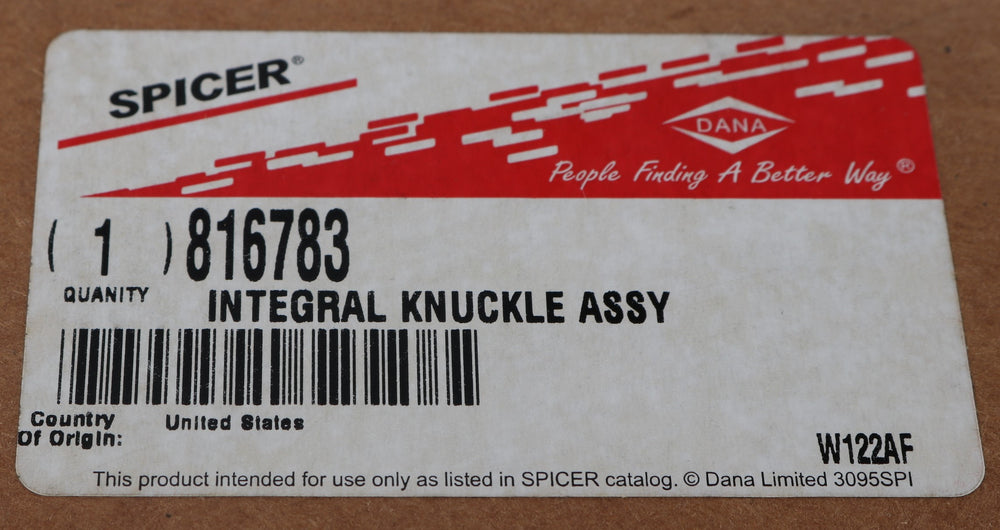 SPICER®
DANA
People Finding A Better Way®
( 1 ) 816783
QUANITY
INTEGRAL KNUCKLE ASSY
Country United States
Of Origin:
W122AF
This product intended for use only as listed in SPICER catalog. © Dana Limited 3095SPI